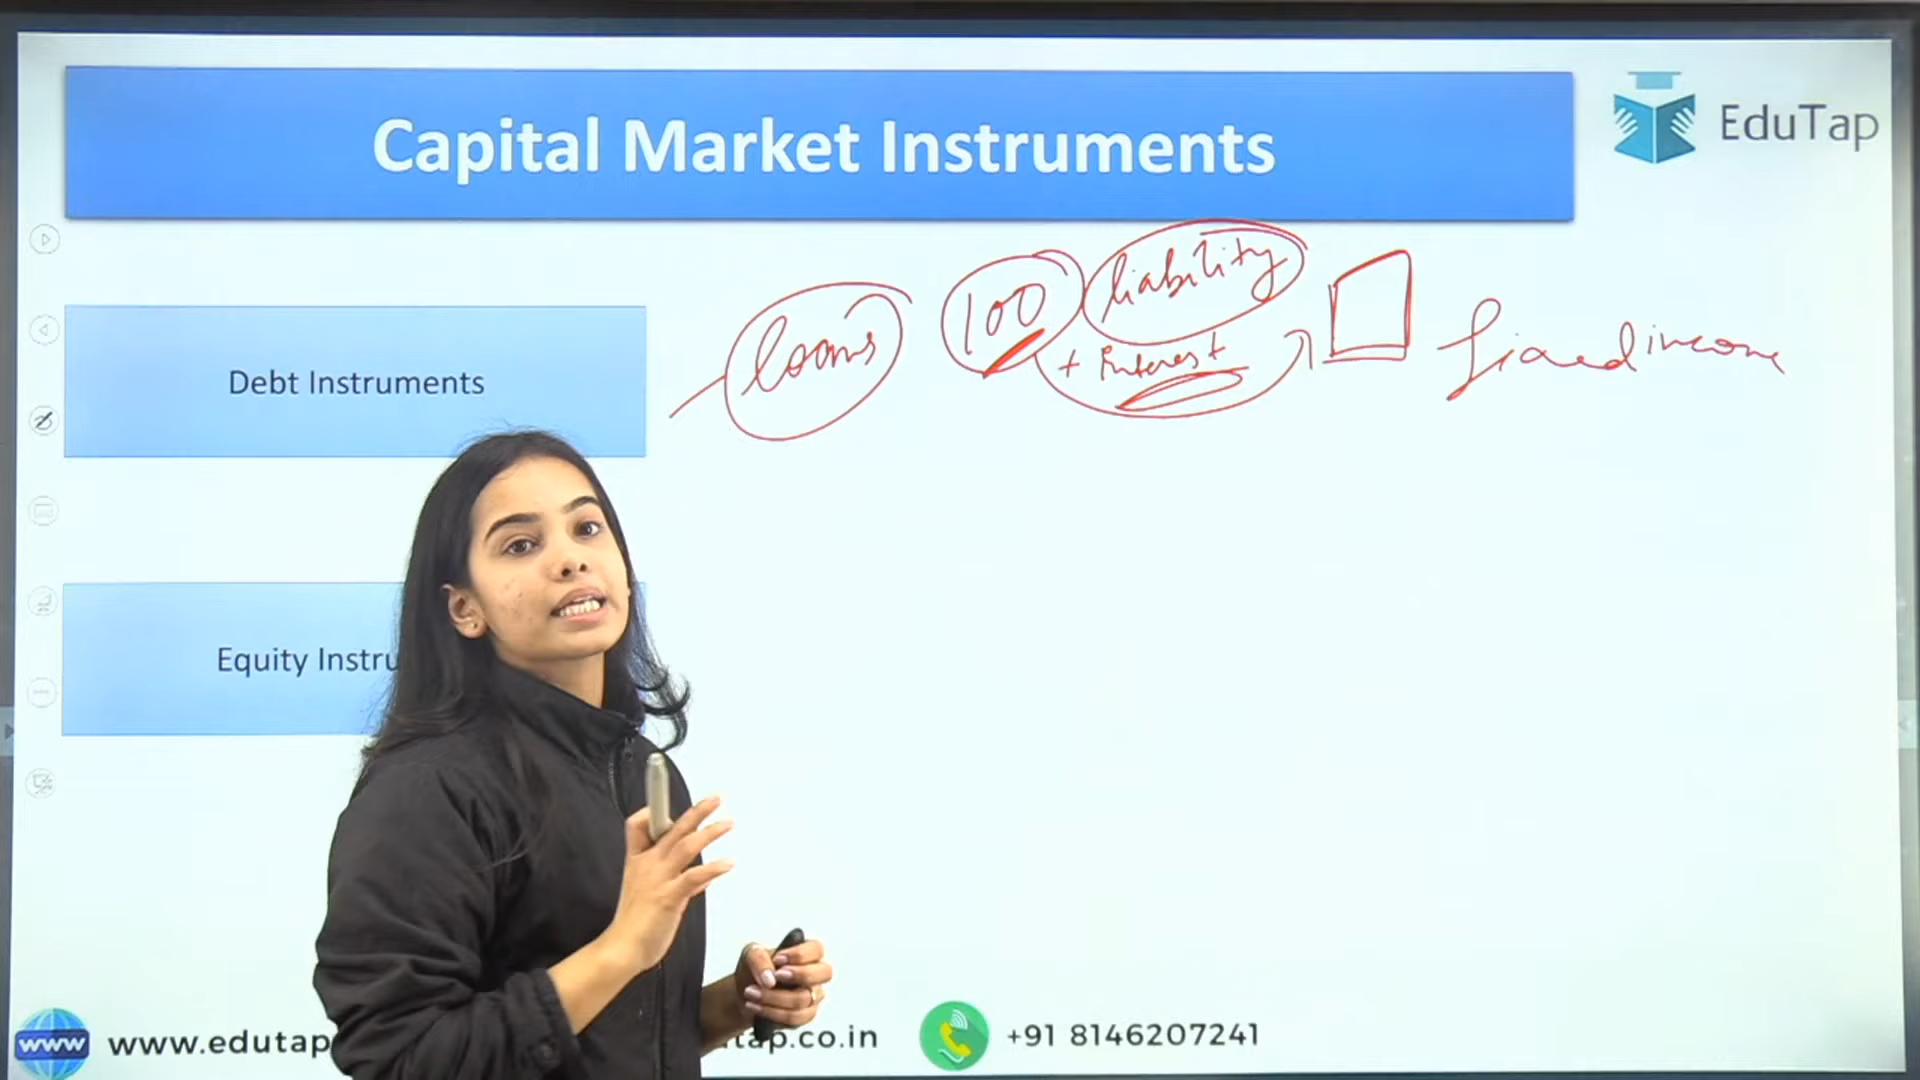 Capital Market Instruments
EduTap
Debt Instruments
loans
100
liability
+ Interest
fixed income
Equity Instru
www
www.edutap
tap.co.in
+91 8146207241